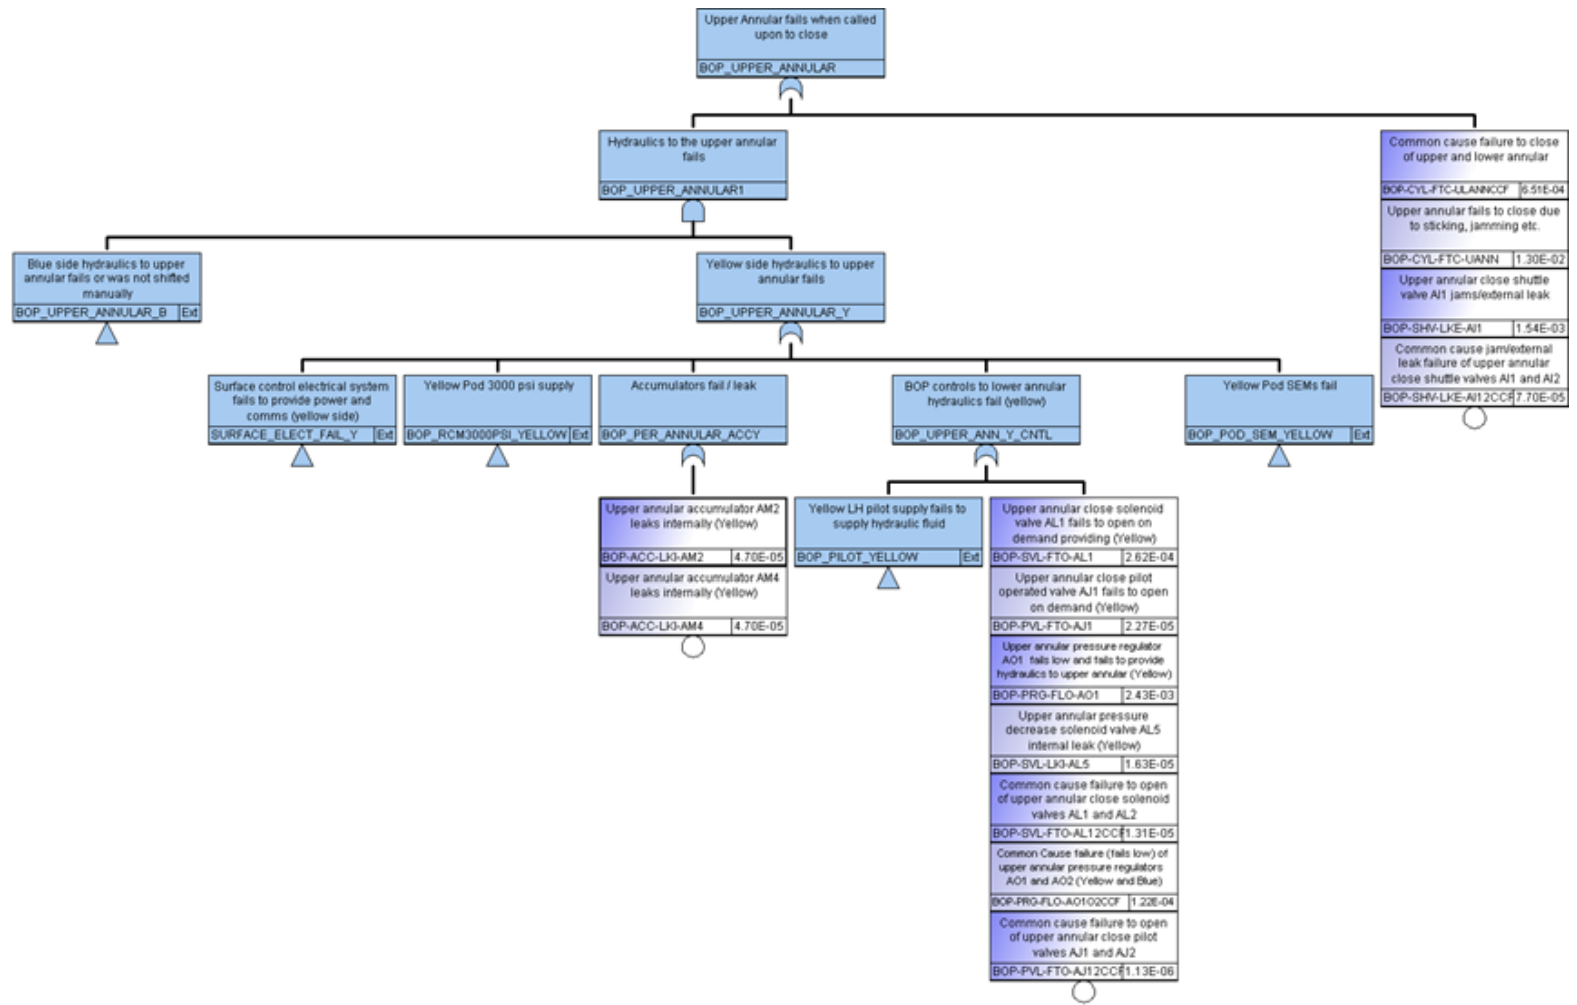 Upper Annular fails when called
upon to close
BOP_UPPER_ANNULAR
Hydraulics to the upper annular
fails
BOP_UPPER_ANNULAR1
Common cause failure to close
of upper and lower annular
BOP-CYL-FTC-ULANNCCF 6.51E-04
Upper annular fails to close due
to sticking, jamming etc.
BOP-CYL-FTC-UANN 1.30E-02
Upper annular close shuttle
valve AI1 jams/external leak
BOP-SHV-LKE-AI1 1.54E-03
Common cause jam/external
leak failure of upper annular
close shuttle valves AI1 and AI2
BOP-SHV-LKE-AI12CCF 7.70E-05
Blue side hydraulics to upper
annular fails or was not shifted
manually
BOP_UPPER_ANNULAR_B Ext
Yellow side hydraulics to upper
annular fails
BOP_UPPER_ANNULAR_Y
Surface control electrical system
fails to provide power and
comms (yellow side)
SURFACE_ELECT_FAIL_Y Ext
Yellow Pod 3000 psi supply
BOP_RCM3000PSI_YELLOW Ext
Accumulators fail / leak
BOP_PER_ANNULAR_ACCY
BOP controls to lower annular
hydraulics fail (yellow)
BOP_UPPER_ANN_Y_CNTL
Yellow Pod SEMs fail
BOP_POD_SEM_YELLOW Ext
Upper annular accumulator AM2
leaks internally (Yellow)
BOP-ACC-LKI-AM2 4.70E-05
Upper annular accumulator AM4
leaks internally (Yellow)
BOP-ACC-LKI-AM4 4.70E-05
Yellow LH pilot supply fails to
supply hydraulic fluid
BOP_PILOT_YELLOW Ext
Upper annular close solenoid
valve AL1 fails to open on
demand providing (Yellow)
BOP-SVL-FTO-AL1 2.62E-04
Upper annular close pilot
operated valve AJ1 fails to open
on demand (Yellow)
BOP-PVL-FTO-AJ1 2.27E-05
Upper annular pressure regulator
AO1 fails low and fails to provide
hydraulics to upper annular (Yellow)
BOP-PRG-FLO-AO1 2.43E-03
Upper annular pressure
decrease solenoid valve AL5
internal leak (Yellow)
BOP-SVL-LKI-AL5 1.63E-05
Common cause failure to open
of upper annular close solenoid
valves AL1 and AL2
BOP-SVL-FTO-AL12CCF 1.31E-05
Common Cause failure (fails low) of
upper annular pressure regulators
AO1 and AO2 (Yellow and Blue)
BOP-PRG-FLO-AO1O2CCF 1.22E-04
Common cause failure to open
of upper annular close pilot
valves AJ1 and AJ2
BOP-PVL-FTO-AJ12CCF 1.13E-06